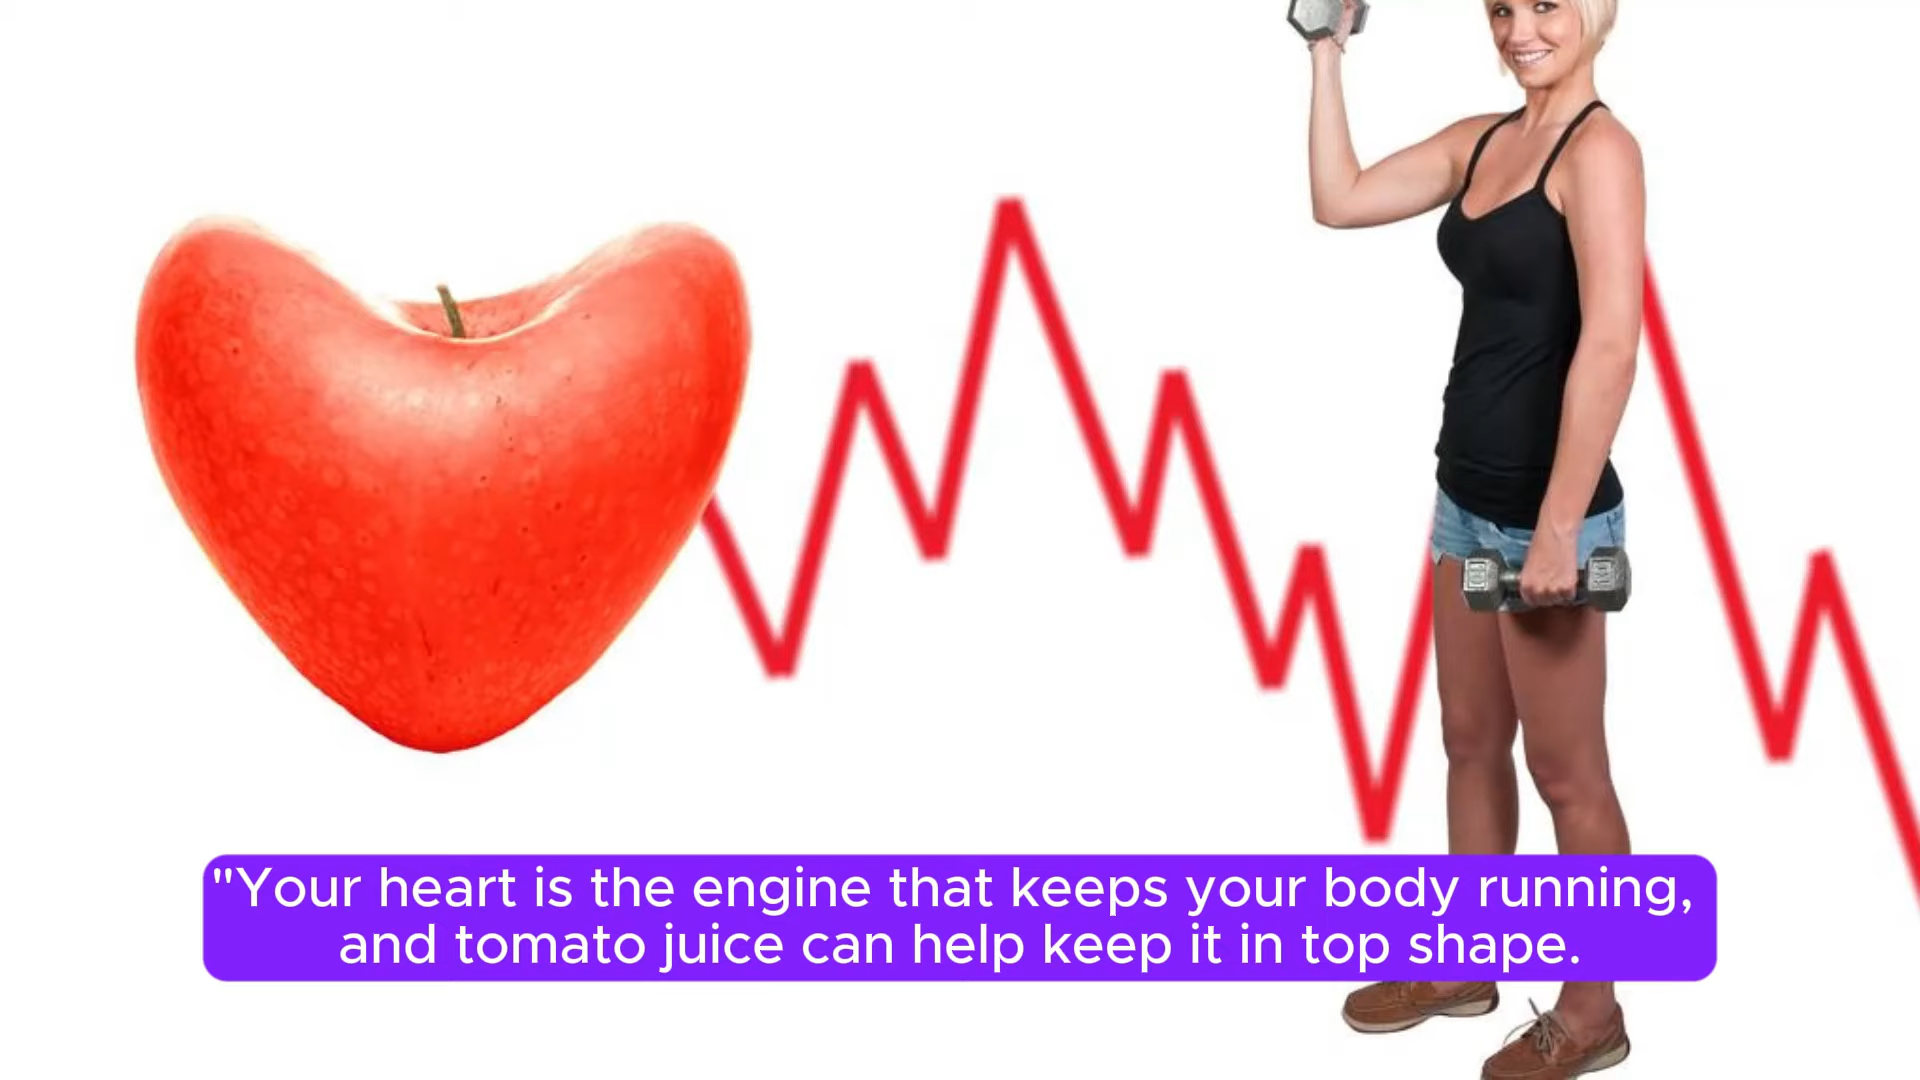 "Your heart is the engine that keeps your body running,
and tomato juice can help keep it in top shape.